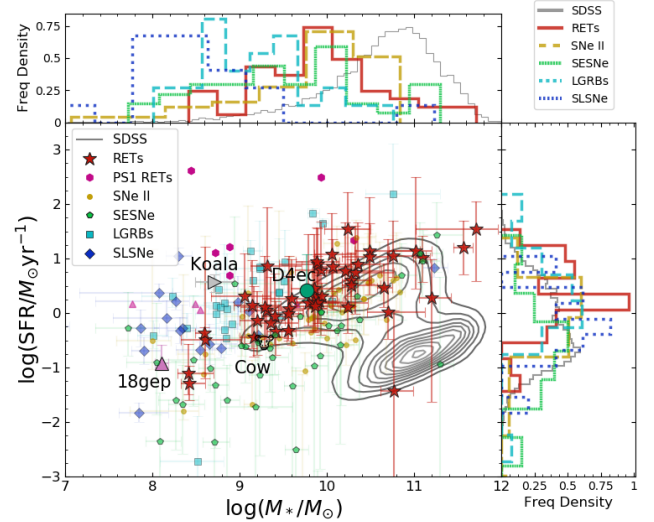 0.75
0.50
0.25
0.00
Freq Density
SDSS
RETs
SNe II
SESNe
LGRBs
SLSNe
SDSS
RETs
PS1 RETs
SNe II
SESNe
LGRBs
SLSNe
3
2
1
0
−1
−2
−3
log(SFR/M⊙yr⁻¹)
Koala
D4ec
Cow
18gep
7 8 9 10 11 12
log(M*/M⊙)
0.25 0.5 0.75 1
Freq Density